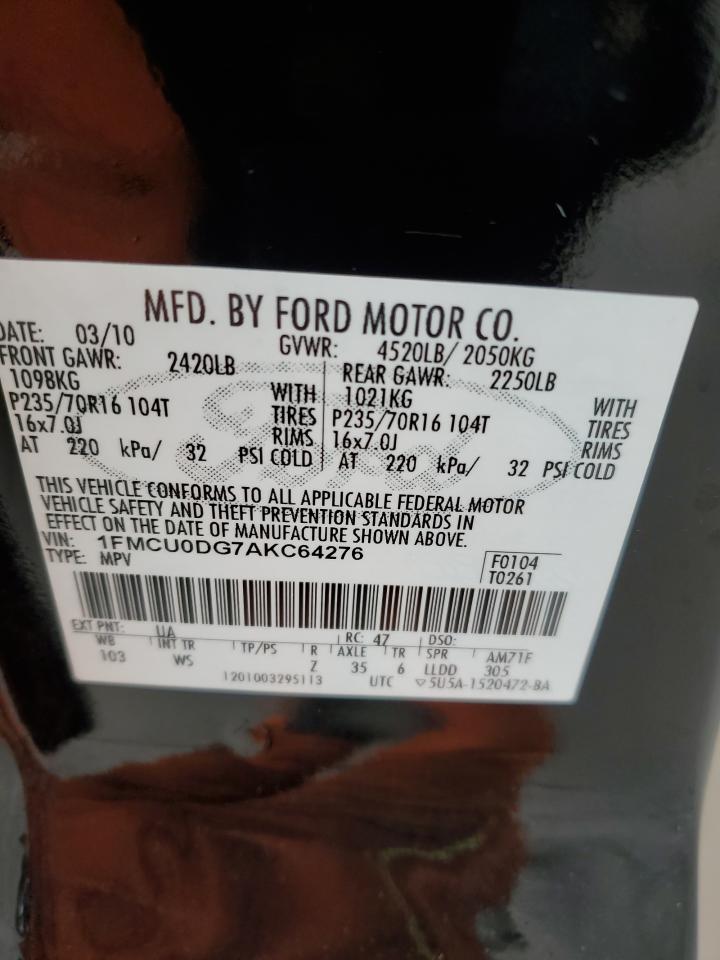 MFD. BY FORD MOTOR CO.
DATE: 03/10 GVWR: 4520LB/ 2050KG
FRONT GAWR: 2420LB REAR GAWR: 2250LB
1098KG WITH 1021KG WITH
P235/70R16 104T TIRES P235/70R16 104T TIRES
16x7.0J RIMS 16x7.0J RIMS
AT 220 kPa/ 32 PSI COLD AT 220 kPa/ 32 PSI COLD
Ford
THIS VEHICLE CONFORMS TO ALL APPLICABLE FEDERAL MOTOR
VEHICLE SAFETY AND THEFT PREVENTION STANDARDS IN
EFFECT ON THE DATE OF MANUFACTURE SHOWN ABOVE.
VIN: 1FMCU0DG7AKC64276
TYPE: MPV
F0104
T0261
EXT PNT: UA RC: 47 DSO:
WB INT TR TP/PS R AXLE TR SPR AM71F
103 WS Z 35 6 LLDD 305
1201003295113 UTC ▽5U5A-1520472-BA